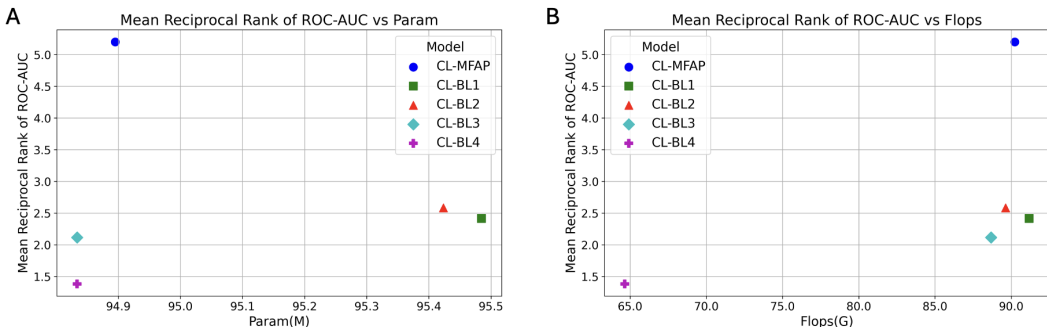 A
Mean Reciprocal Rank of ROC-AUC vs Param
Mean Reciprocal Rank of ROC-AUC
5.0
4.5
4.0
3.5
3.0
2.5
2.0
1.5
Model
CL-MFAP
CL-BL1
CL-BL2
CL-BL3
CL-BL4
94.9
95.0
95.1
95.2
95.3
95.4
95.5
Param(M)
B
Mean Reciprocal Rank of ROC-AUC vs Flops
Mean Reciprocal Rank of ROC-AUC
5.0
4.5
4.0
3.5
3.0
2.5
2.0
1.5
Model
CL-MFAP
CL-BL1
CL-BL2
CL-BL3
CL-BL4
65.0
70.0
75.0
80.0
85.0
90.0
Flops(G)